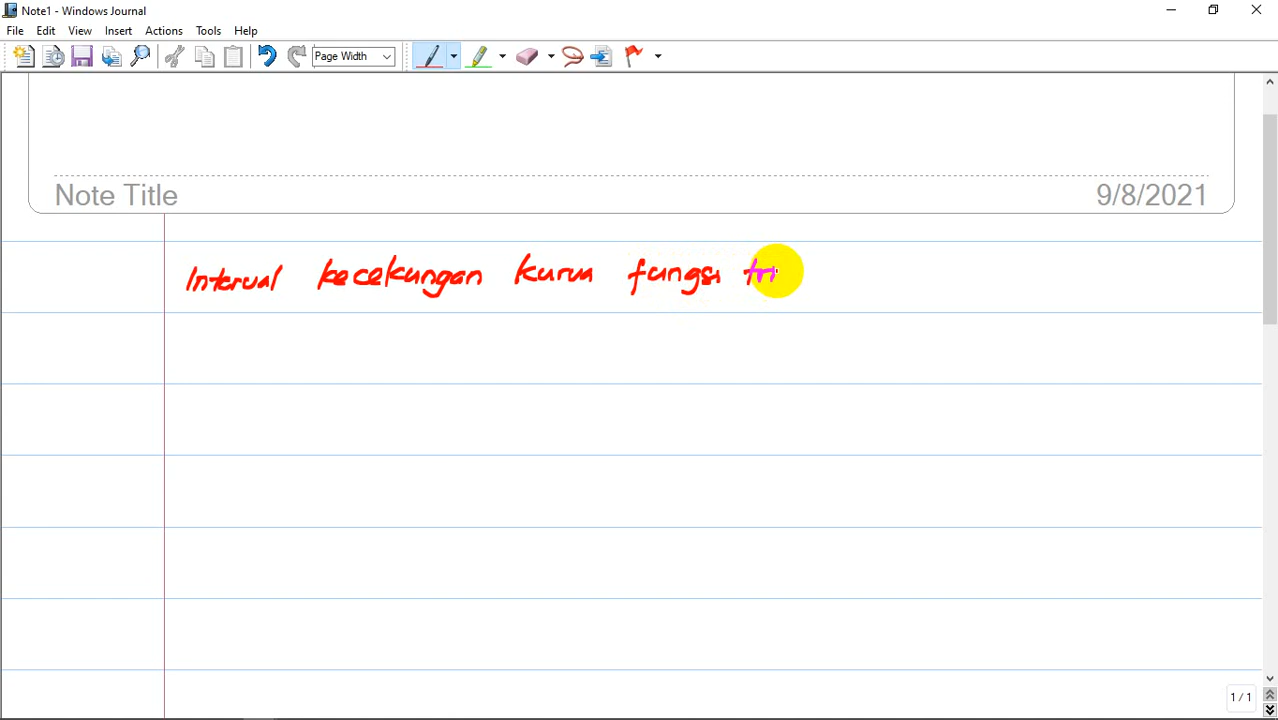 Note1 - Windows Journal
File Edit View Insert Actions Tools Help
Page Width
Note Title 9/8/2021
Interval kecekungan kurva fungsi tri
1 / 1